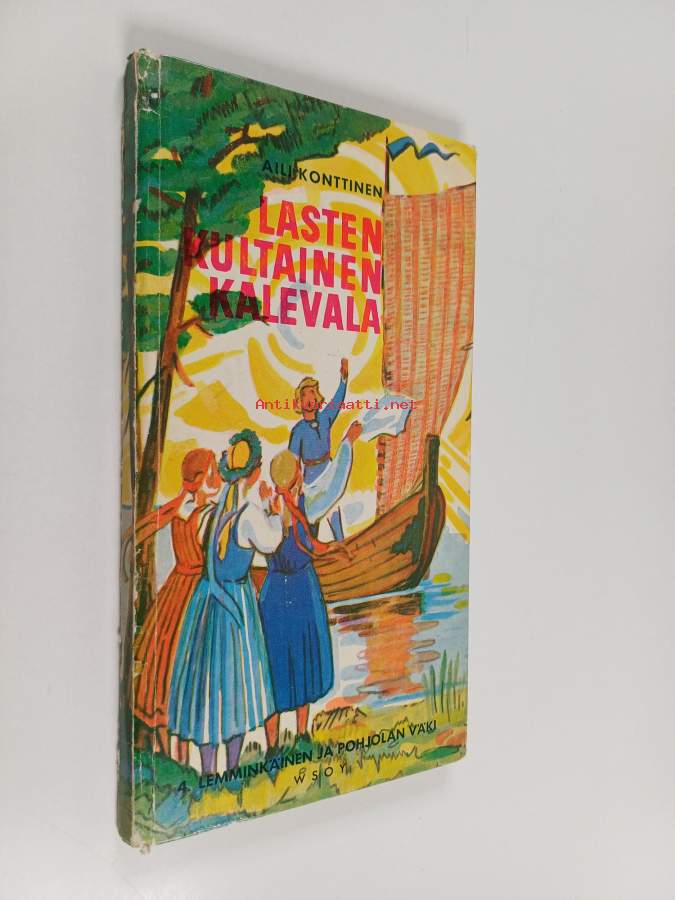 AILI KONTTINEN
LASTEN
KULTAINEN
KALEVALA
Antikvariaatti.net
4. LEMMINKÄINEN JA POHJOLAN VÄKI
WSOY